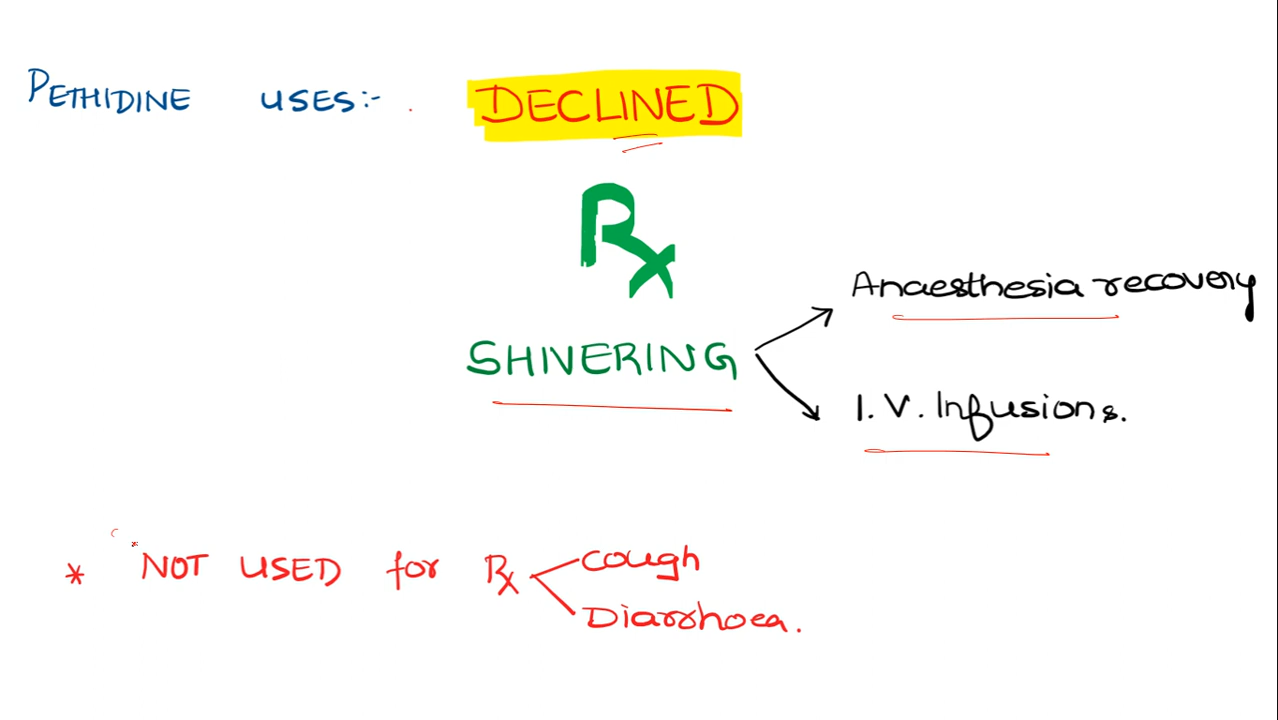 PETHIDINE USES:- DECLINED
Rx
SHIVERING
Anaesthesia recovery
I.V. Infusions.
* NOT USED for Rx
Cough
Diarrhoea.